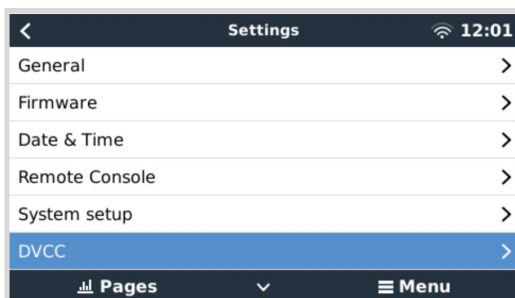 Settings 12:01
General
Firmware
Date & Time
Remote Console
System setup
DVCC
Pages Menu